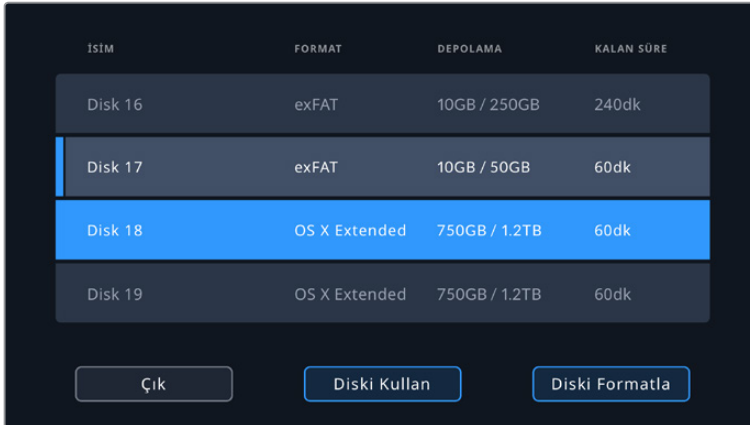 İSİM FORMAT DEPOLAMA KALAN SÜRE
Disk 16 exFAT 10GB / 250GB 240dk
Disk 17 exFAT 10GB / 50GB 60dk
Disk 18 OS X Extended 750GB / 1.2TB 60dk
Disk 19 OS X Extended 750GB / 1.2TB 60dk
Çık Diski Kullan Diski Formatla